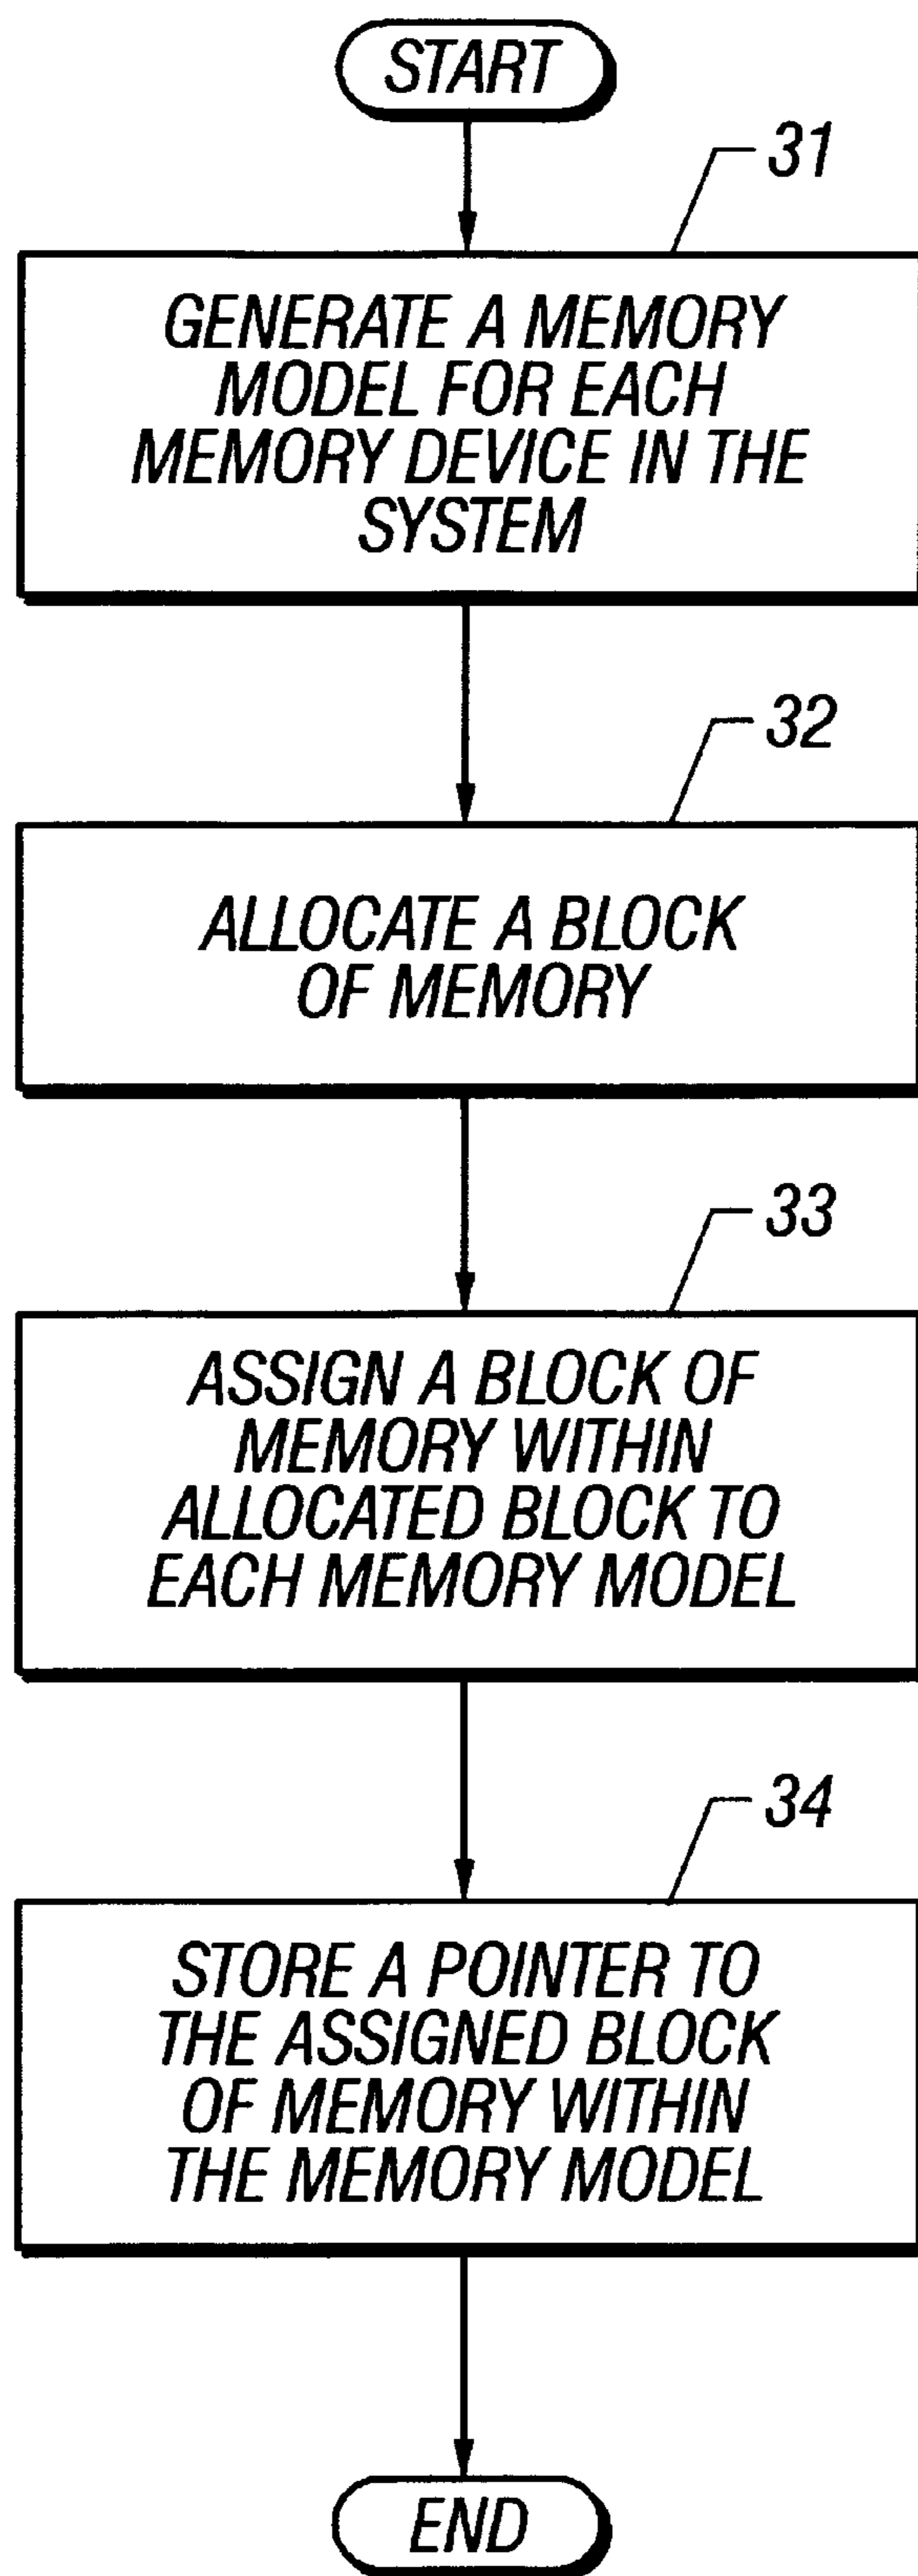 START
31
GENERATE A MEMORY
MODEL FOR EACH
MEMORY DEVICE IN THE
SYSTEM
32
ALLOCATE A BLOCK
OF MEMORY
33
ASSIGN A BLOCK OF
MEMORY WITHIN
ALLOCATED BLOCK TO
EACH MEMORY MODEL
34
STORE A POINTER TO
THE ASSIGNED BLOCK
OF MEMORY WITHIN
THE MEMORY MODEL
END